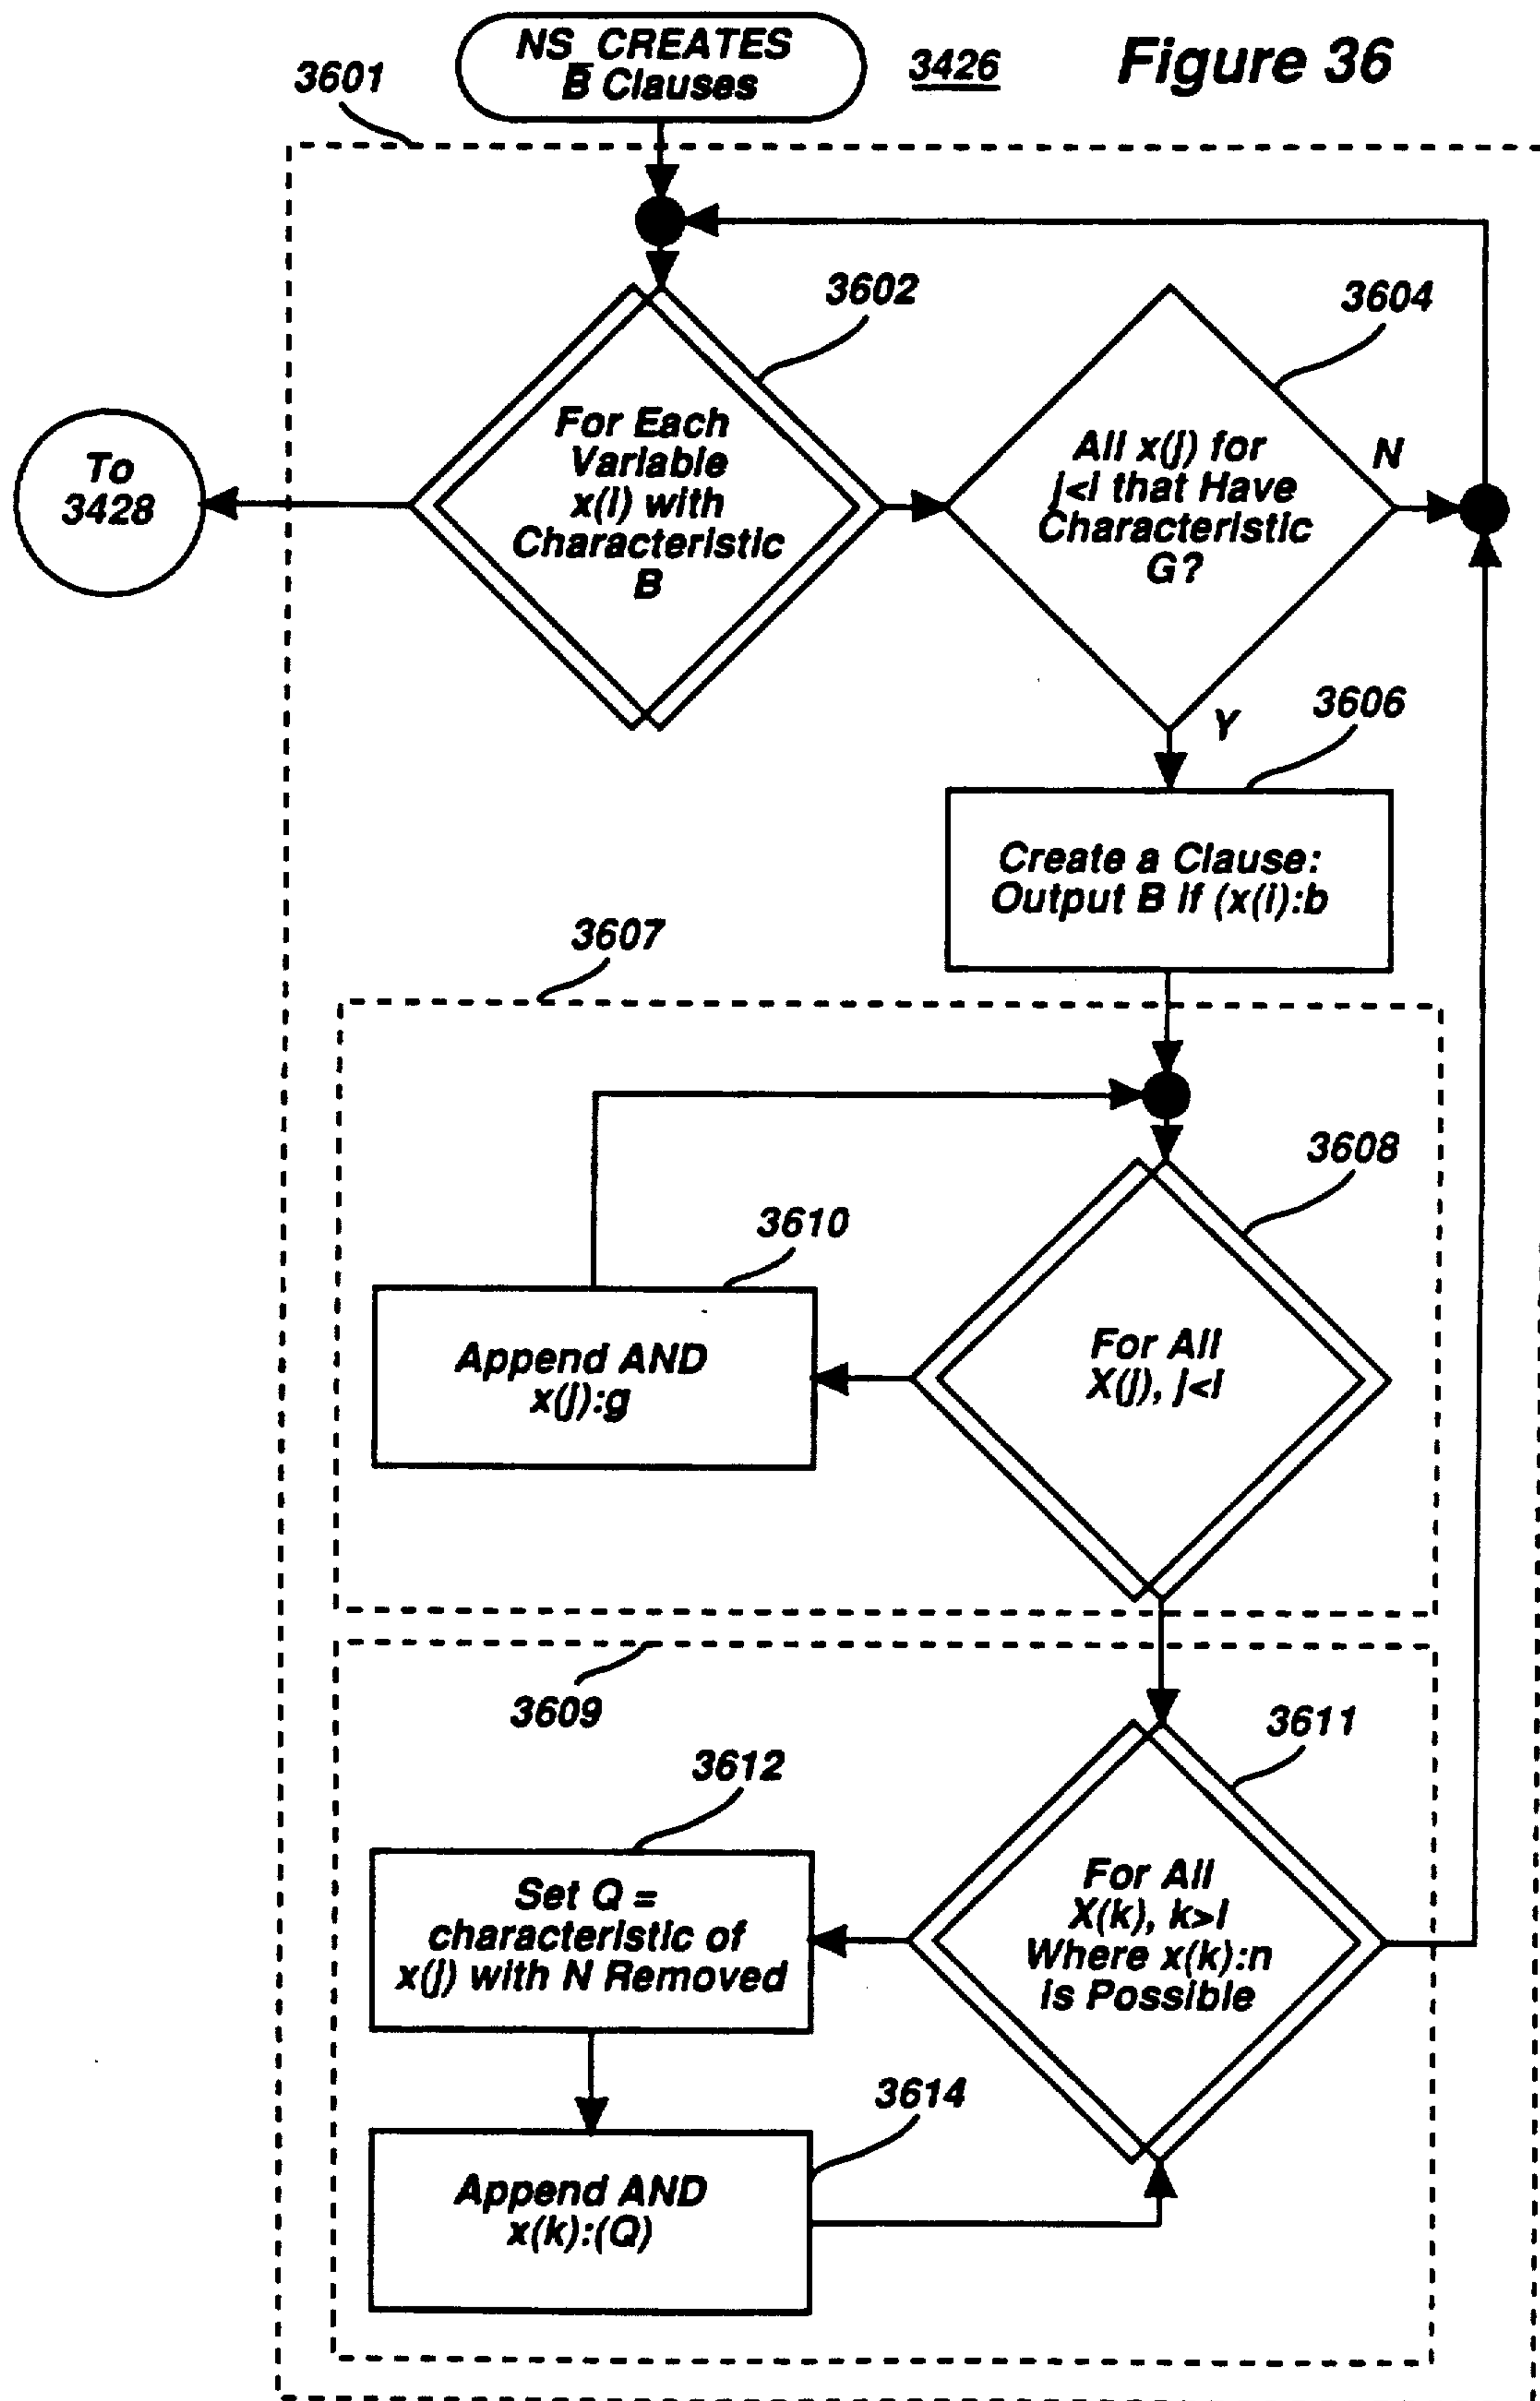 NS_CREATES
B Clauses
3426
Figure 36
3601
3602
3604
For Each
Variable
x(i) with
Characteristic
B
All x(j) for
j<i that Have
Characteristic
G?
N
To
3428
Y
3606
Create a Clause:
Output B if (x(i):b
3607
3608
3610
Append AND
x(j):g
For All
X(j), j<i
3609
3611
3612
Set Q =
characteristic of
x(j) with N Removed
For All
X(k), k>i
Where x(k):n
is Possible
3614
Append AND
x(k):(Q)